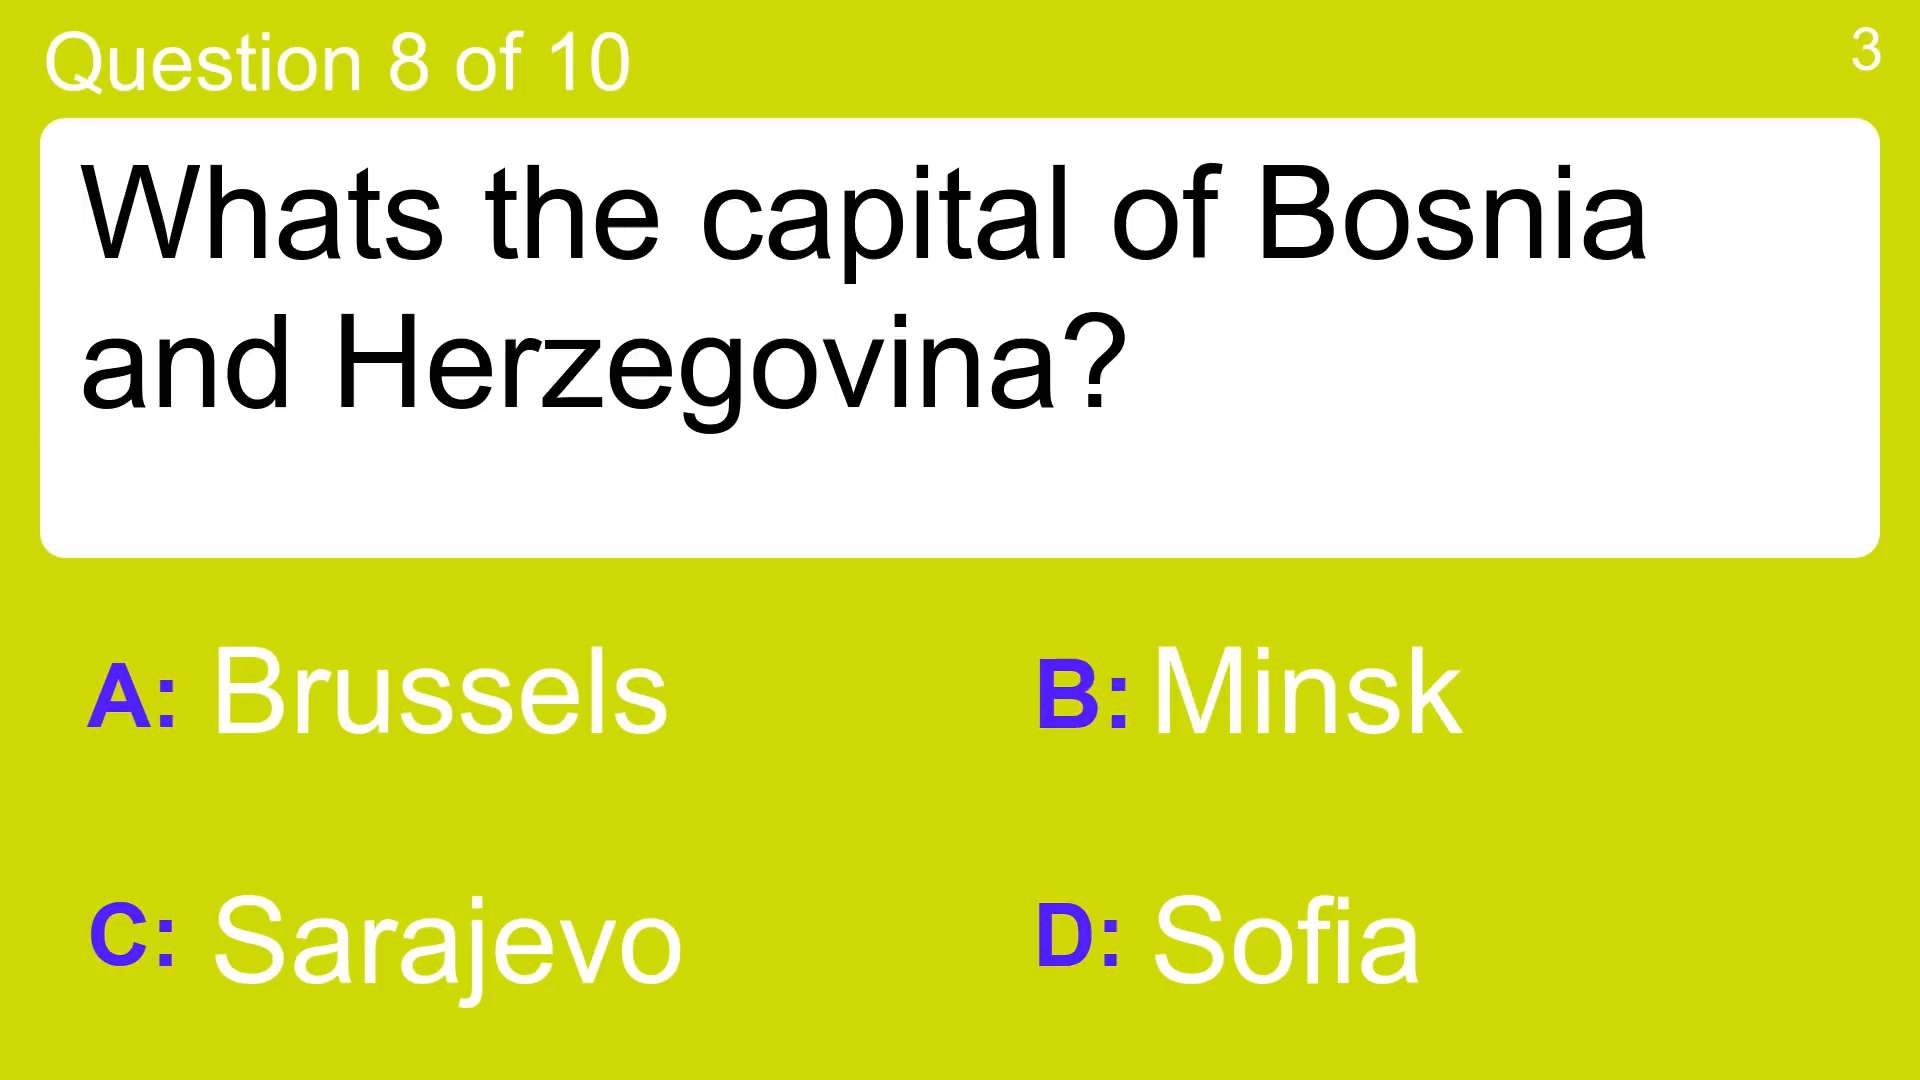 Question 8 of 10
3
Whats the capital of Bosnia
and Herzegovina?
A: Brussels
B: Minsk
C: Sarajevo
D: Sofia